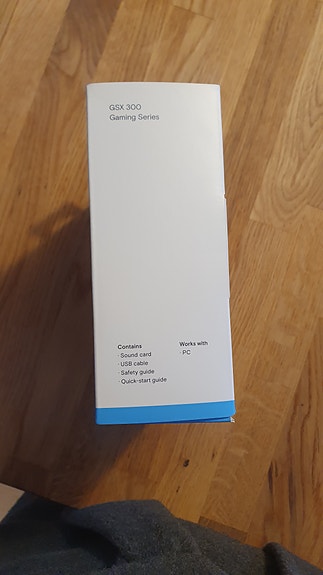 GSX 300
Gaming Series
Contains
· Sound card
· USB cable
· Safety guide
· Quick-start guide
Works with
· PC